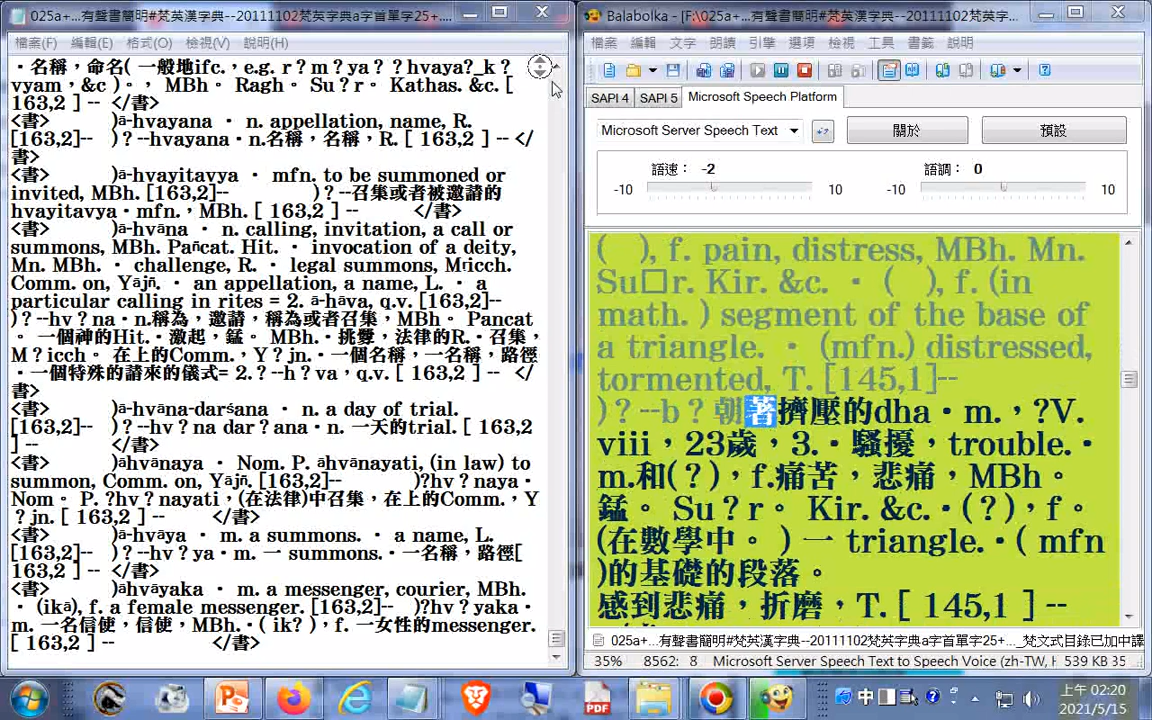 025a+...有聲書簡明#梵英漢字典--20111102梵英字典a字首單字25+...
檔案(F) 編輯(E) 格式(O) 檢視(V) 說明(H)
‧名稱，命名( 一般地ifc.，e.g. r？m？ya？？hvaya?_k？
vyam，&c )。， MBh。Ragh。 Su？r。Kathas. &c. [
163,2 ] -- </書>
<書> )ā-hvayana ‧ n. appellation, name, R.
[163,2]-- )？--hvayana‧n.名稱，名稱，R. [ 163,2 ] -- </
書>
<書> )ā-hvayitavya ‧ mfn. to be summoned or
invited, MBh. [163,2]-- )？--召集或者被邀請的
hvayitavya‧mfn.，MBh. [ 163,2 ] -- </書>
<書> )ā-hvāna ‧ n. calling, invitation, a call or
summons, MBh. Pañcat. Hit. ‧ invocation of a deity,
Mn. MBh. ‧ challenge, R. ‧ legal summons, Mricch.
Comm. on, Yājñ. ‧ an appellation, a name, L. ‧ a
particular calling in rites = 2. ā-hāva, q.v. [163,2]--
)？--hv？na‧n.稱為，邀請，稱為或者召集，MBh。Pancat
。一個神的Hit.‧激起，錳。 MBh.‧挑釁，法律的R.‧召集，
M？icch。 在上的Comm.，Y？jn.‧一個名稱，一名稱，路徑
‧一個特殊的請來的儀式= 2.？--h？va，q.v. [ 163,2 ] -- </
書>
<書> )ā-hvāna-darśana ‧ n. a day of trial.
[163,2]-- )？--hv？na dar？ana‧n. 一天的trial. [ 163,2
] -- </書>
<書> )āhvānaya ‧ Nom. P. āhvānayati, (in law) to
summon, Comm. on, Yājñ. [163,2]-- )?hv？naya‧
Nom。 P. ?hv？nayati，(在法律)中召集，在上的Comm.，Y
？jn. [ 163,2 ] -- </書>
<書> )ā-hvāya ‧ m. a summons. ‧ a name, L.
[163,2]-- )？--hv？ya‧m. 一 summons.‧一名稱，路徑[
163,2 ] -- </書>
<書> )āhvāyaka ‧ m. a messenger, courier, MBh.
‧ (ikā), f. a female messenger. [163,2]-- )?hv？yaka‧
m. 一名信使，信使，MBh.‧( ik？)，f. 一女性的messenger.
[ 163,2 ] -- </書>
Balabolka - [F:\025a+...有聲書簡明#梵英漢字典--20111102梵英字...
檔案 編輯 文字 朗讀 引擎 選項 檢視 工具 書籤 說明
SAPI 4 SAPI 5 Microsoft Speech Platform
Microsoft Server Speech Text 關於 預設
語速： -2 語調： 0
-10 10 -10 10
( ), f. pain, distress, MBh. Mn.
Su□r. Kir. &c. ‧ ( ), f. (in
math. ) segment of the base of
a triangle. ‧ (mfn.) distressed,
tormented, T. [145,1]--
)？--b？朝著擠壓的dha‧m.，?V.
viii，23歲，3.‧騷擾，trouble.‧
m.和(？)，f.痛苦，悲痛，MBh。
錳。 Su？r。 Kir. &c.‧(？)，f。
(在數學中。 ) 一 triangle.‧( mfn
)的基礎的段落。
感到悲痛，折磨，T. [ 145,1 ] --
025a+...有聲書簡明#梵英漢字典--20111102梵英字典a字首單字25+..._梵文式目錄已加中譯
35% 8562: 8 Microsoft Server Speech Text to Speech Voice (zh-TW, H 539 KB 35
上午 02:20
2021/5/15